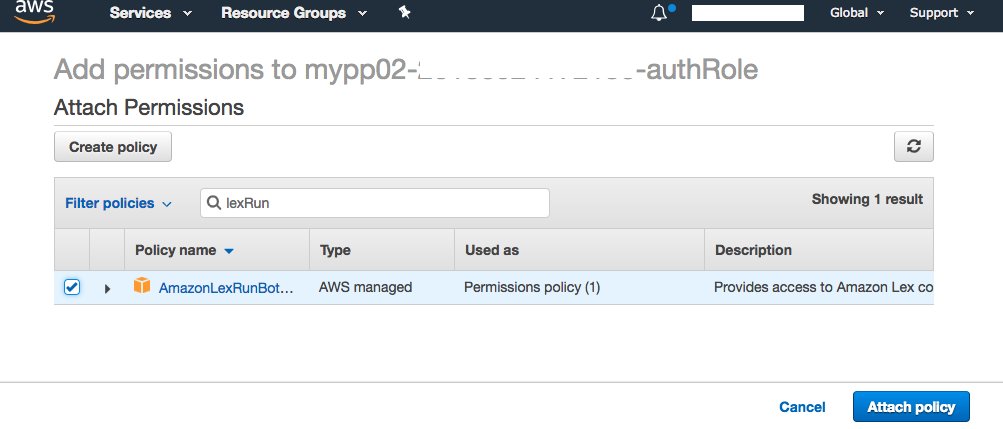 aws Services Resource Groups Global Support
Add permissions to mypp02- -authRole
Attach Permissions
Create policy
Filter policies lexRun Showing 1 result
Policy name Type Used as Description
AmazonLexRunBot... AWS managed Permissions policy (1) Provides access to Amazon Lex co
Cancel Attach policy